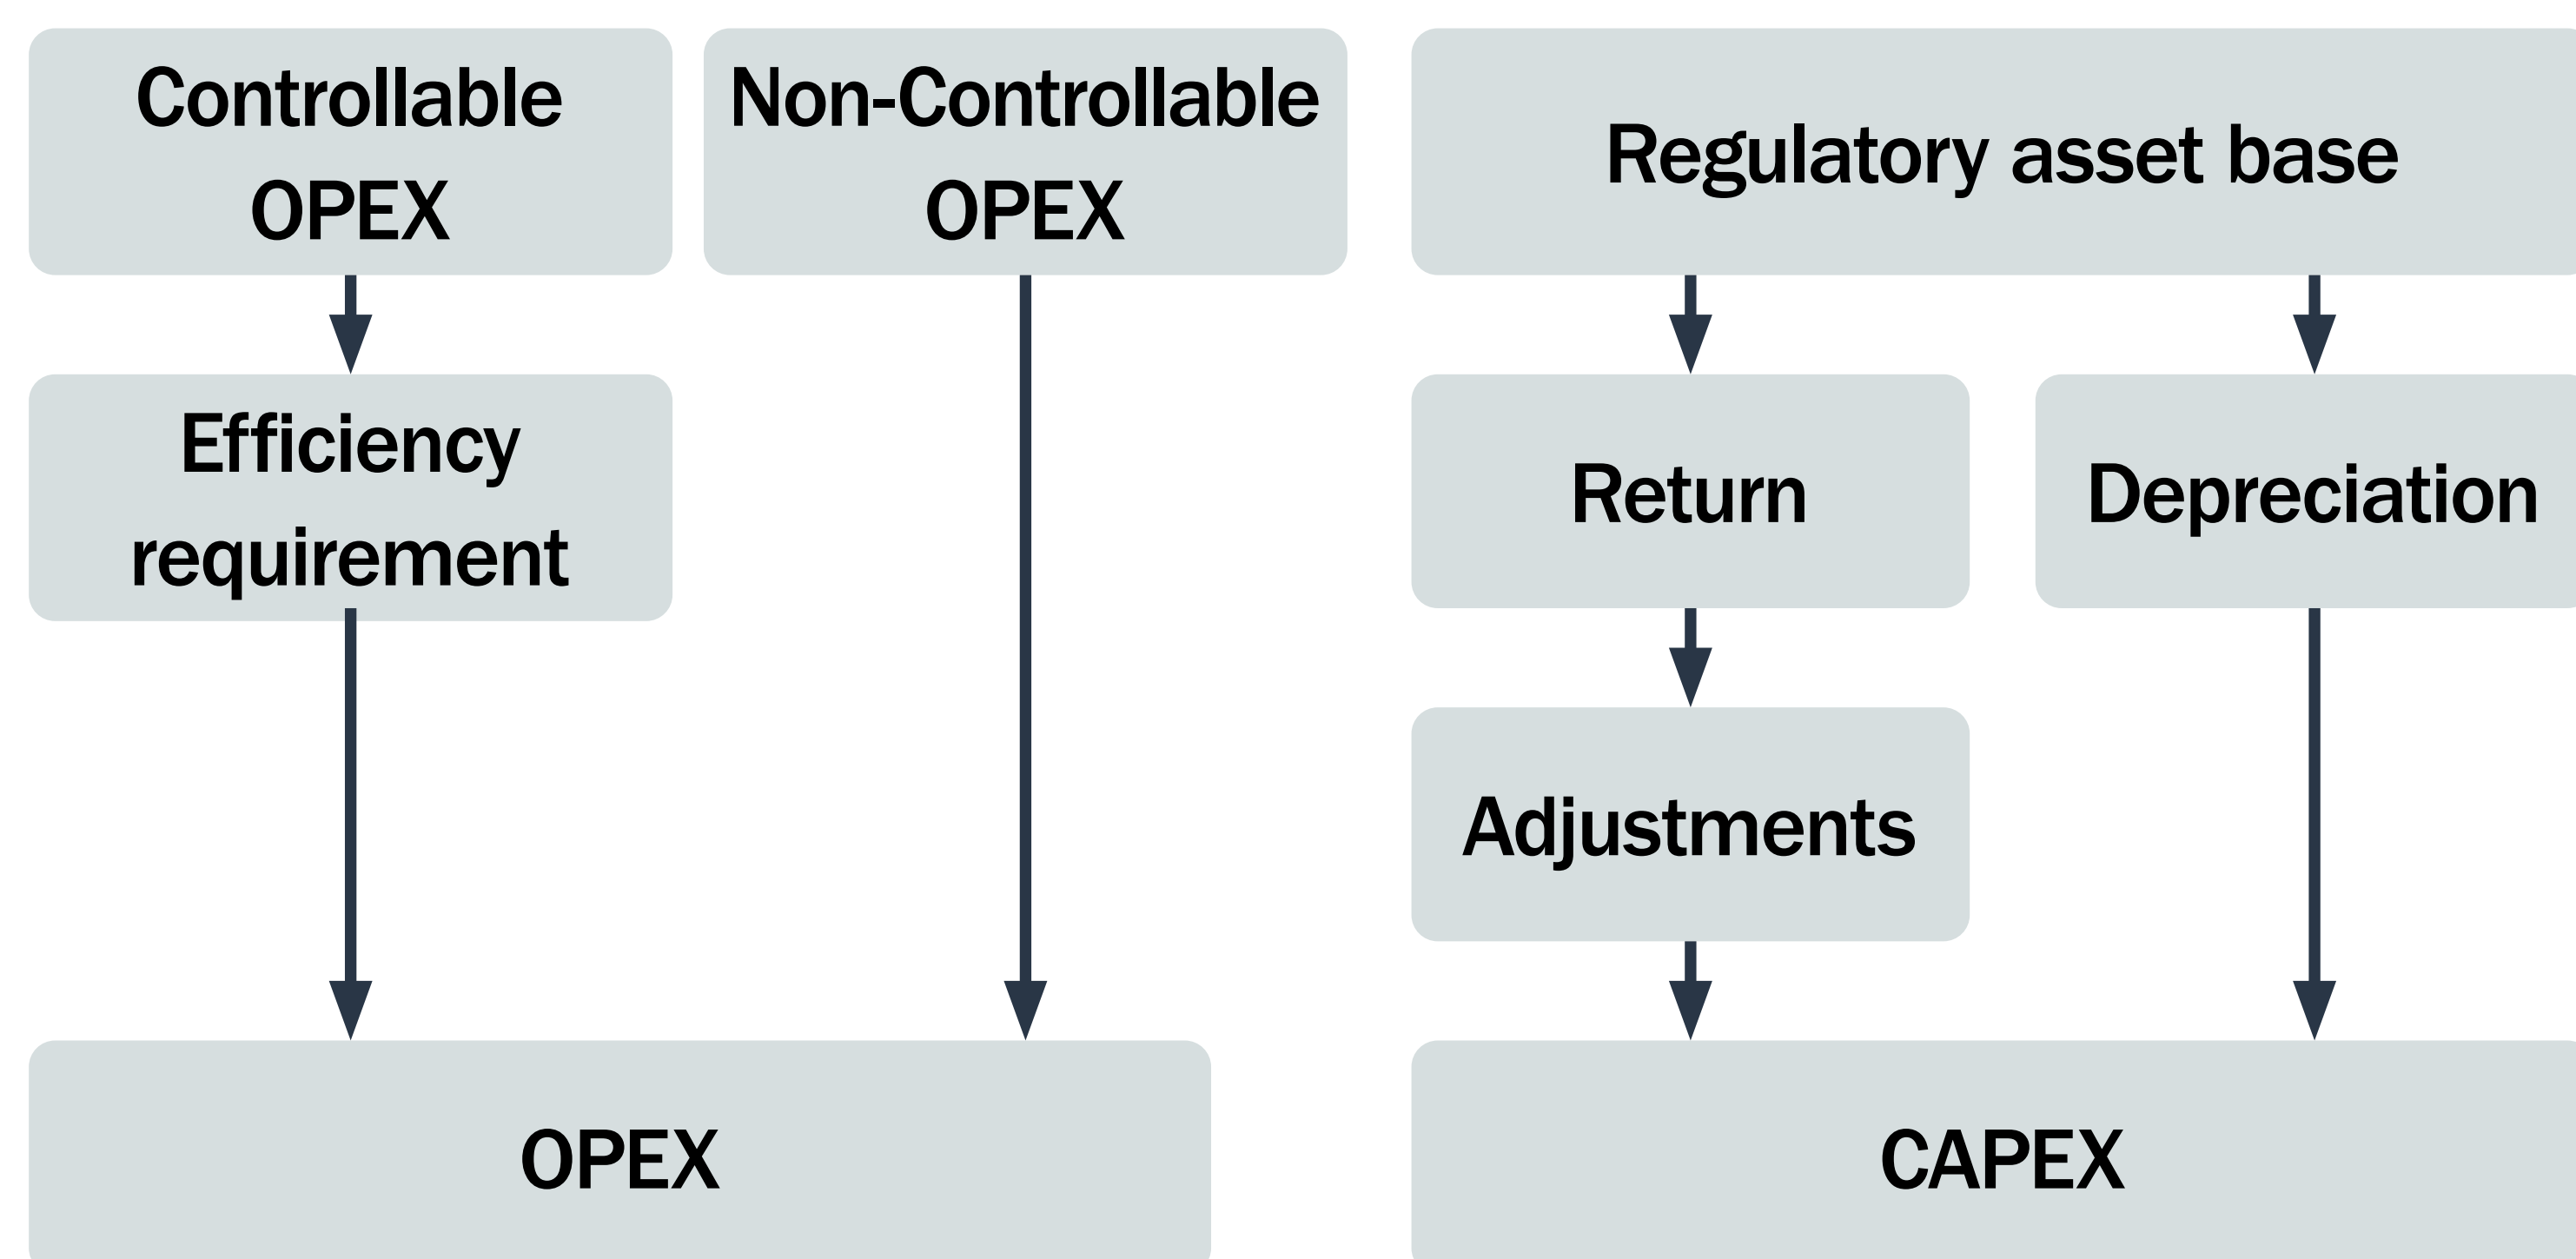 Controllable
OPEX
Non-Controllable
OPEX
Regulatory asset base
Efficiency
requirement
Return
Depreciation
Adjustments
OPEX
CAPEX